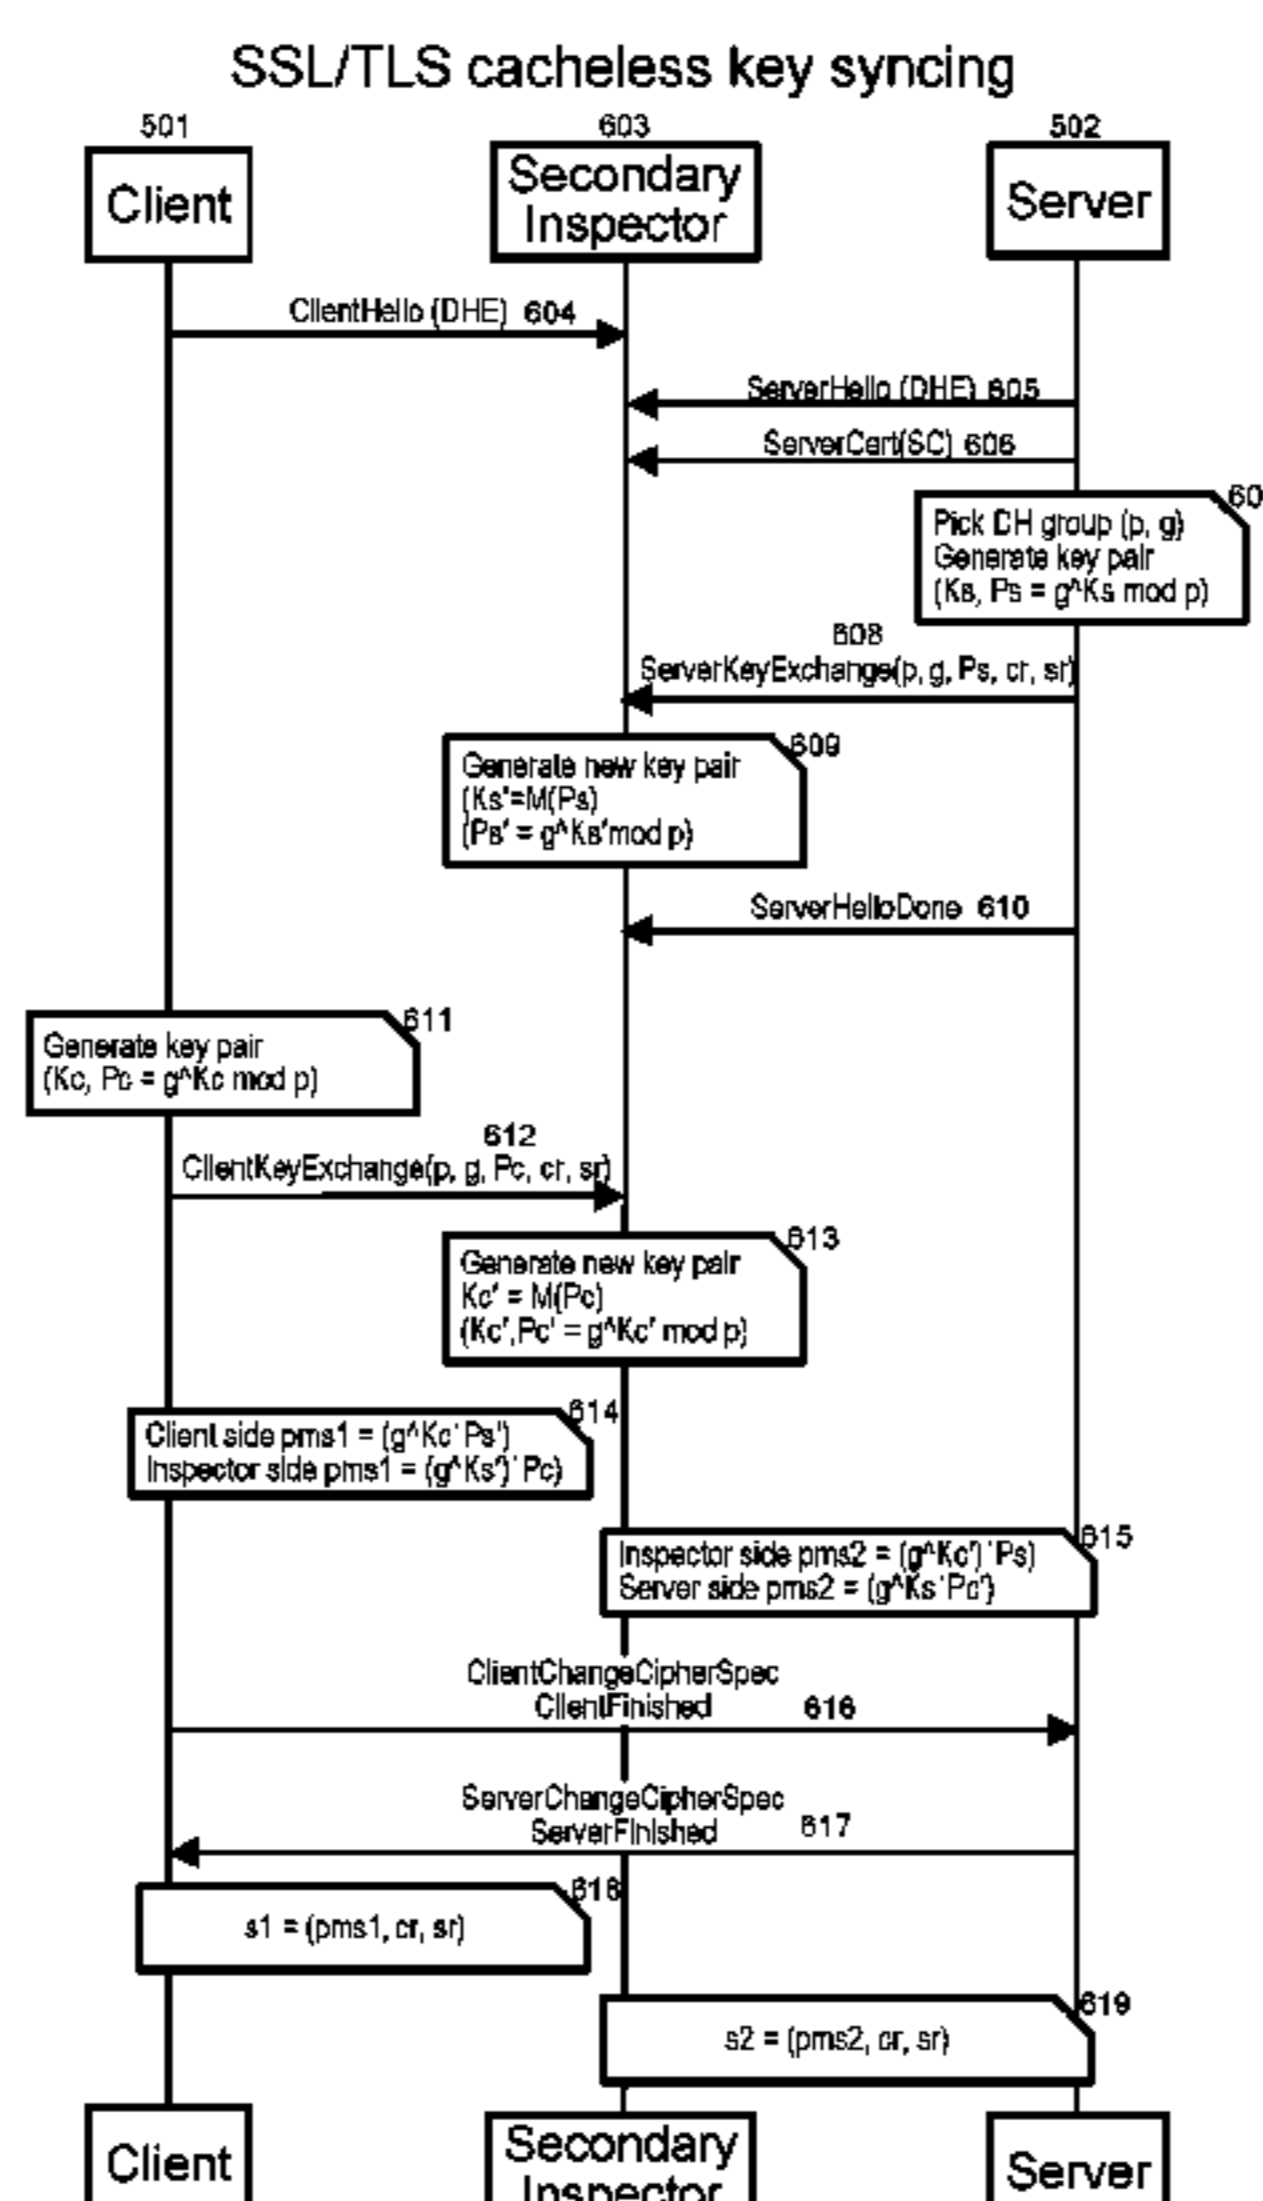 SSL/TLS cacheless key syncing
501
603
502
Client
Secondary
Inspector
Server
ClientHello (DHE) 604
ServerHello (DHE) 605
ServerCert(SC) 606
60
Pick DH group (p, g)
Generate key pair
(Ks, Ps = g^Ks mod p)
608
ServerKeyExchange(p, g, Ps, cr, sr)
609
Generate new key pair
(Ks'=M(Ps)
(Ps' = g^Ks'mod p)
ServerHelloDone 610
611
Generate key pair
(Kc, Pc = g^Kc mod p)
612
ClientKeyExchange(p, g, Pc, cr, sr)
613
Generate new key pair
Kc' = M(Pc)
(Kc',Pc' = g^Kc' mod p)
614
Client side pms1 = (g^Kc*Ps')
Inspector side pms1 = (g^Ks')*Pc)
615
Inspector side pms2 = (g^Kc')*Ps)
Server side pms2 = (g^Ks*Pc')
ClientChangeCipherSpec
ClientFinished 616
ServerChangeCipherSpec
ServerFinished 617
618
s1 = (pms1, cr, sr)
619
s2 = (pms2, cr, sr)
Client
Secondary
Inspector
Server